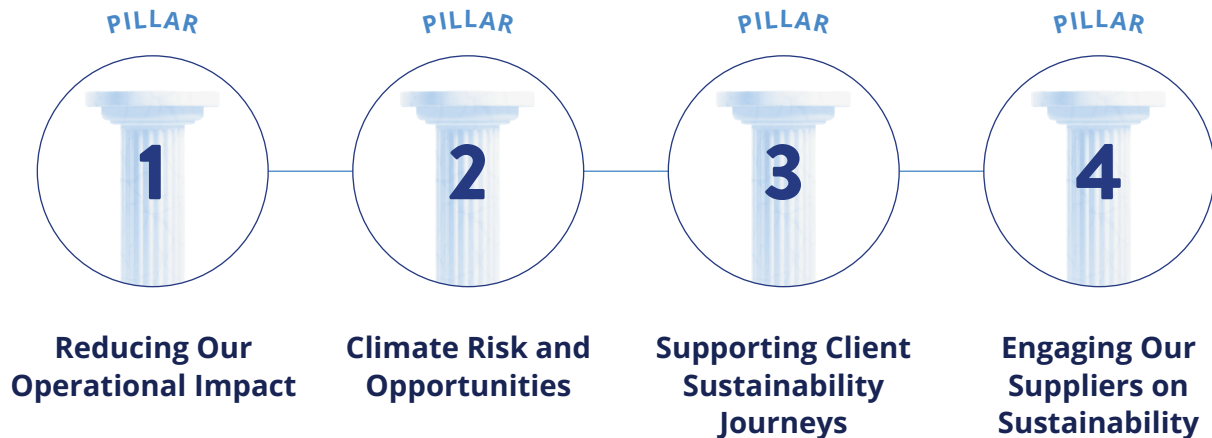 PILLAR
1
Reducing Our
Operational Impact
PILLAR
2
Climate Risk and
Opportunities
PILLAR
3
Supporting Client
Sustainability
Journeys
PILLAR
4
Engaging Our
Suppliers on
Sustainability